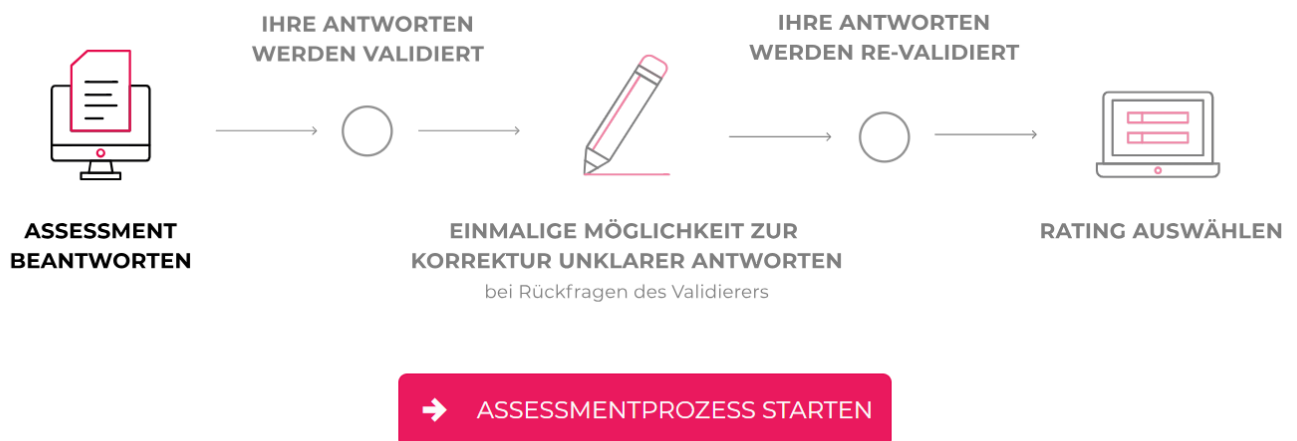 IHRE ANTWORTEN
WERDEN VALIDIERT
IHRE ANTWORTEN
WERDEN RE-VALIDIERT
ASSESSMENT
BEANTWORTEN
EINMALIGE MÖGLICHKEIT ZUR
KORREKTUR UNKLARER ANTWORTEN
bei Rückfragen des Validierers
RATING AUSWÄHLEN
ASSESSMENTPROZESS STARTEN